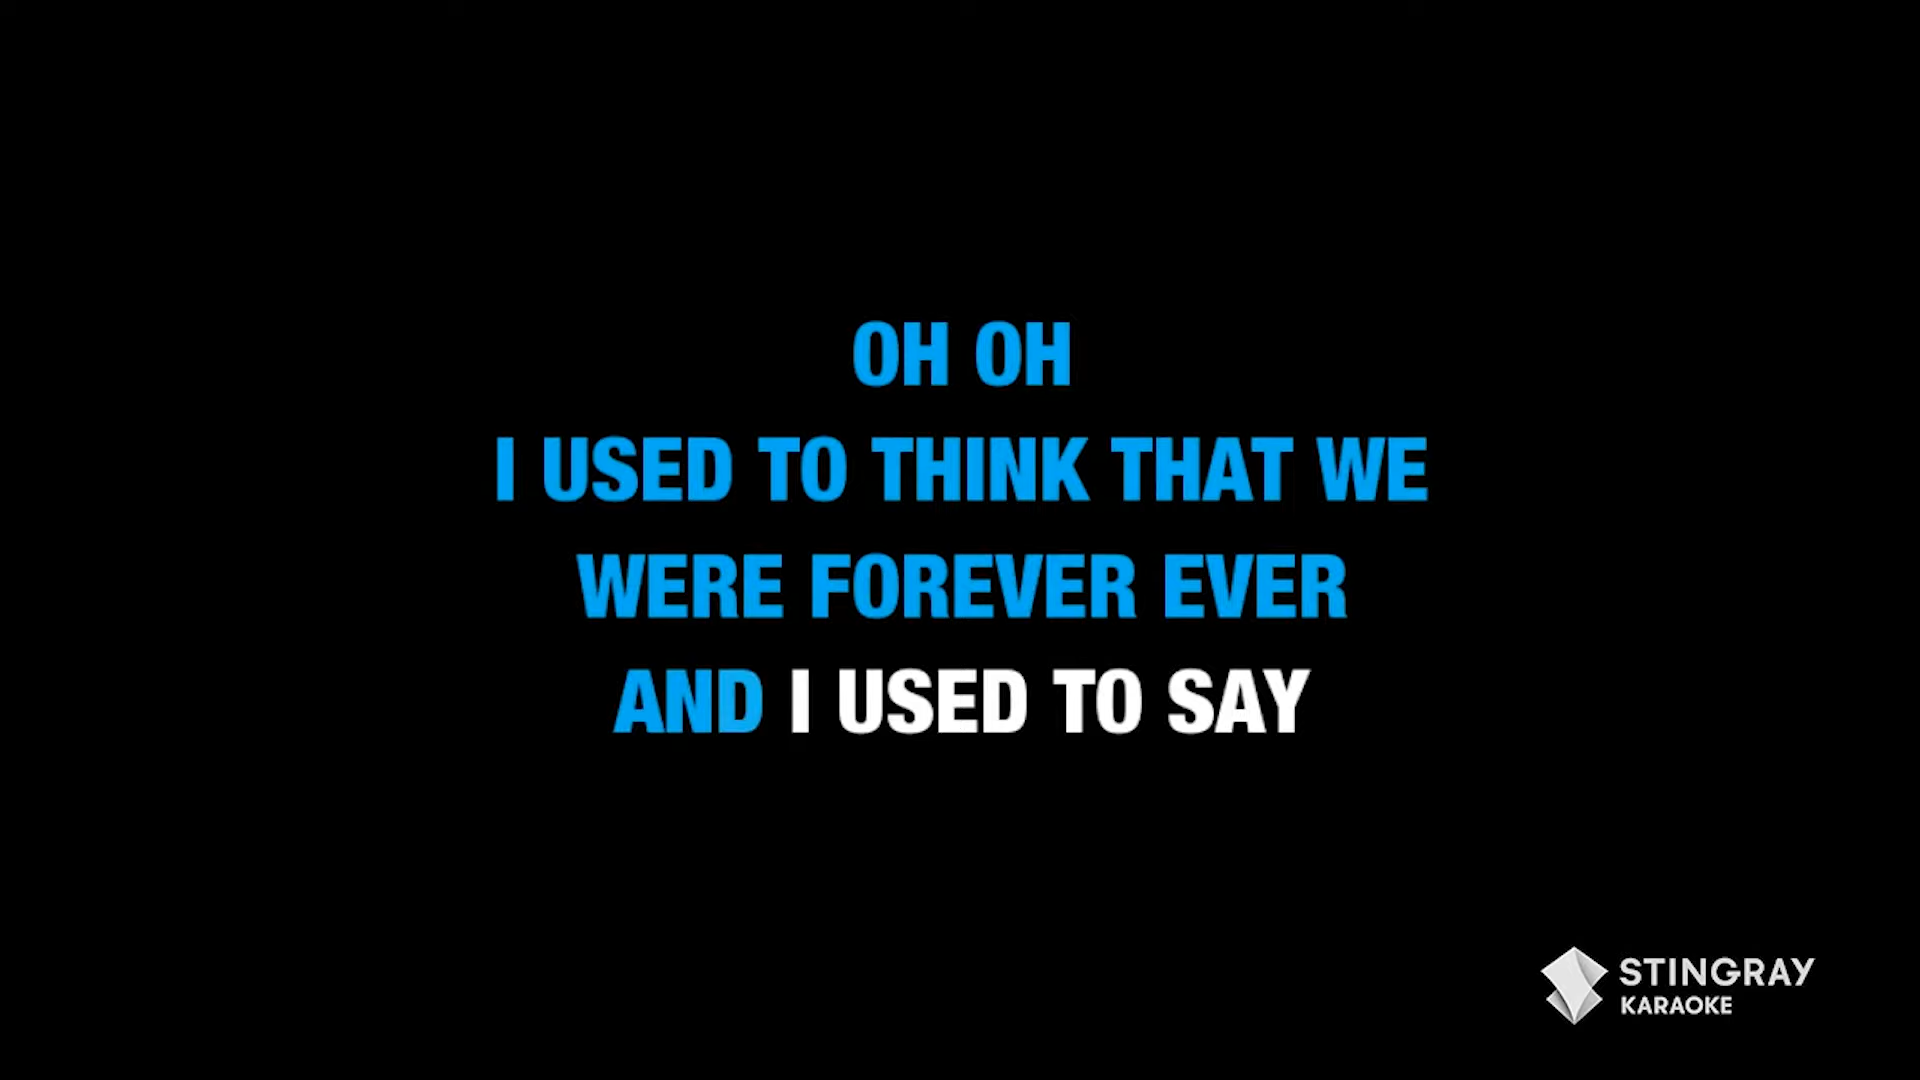 OH OH
I USED TO THINK THAT WE
WERE FOREVER EVER
AND I USED TO SAY
STINGRAY
KARAOKE